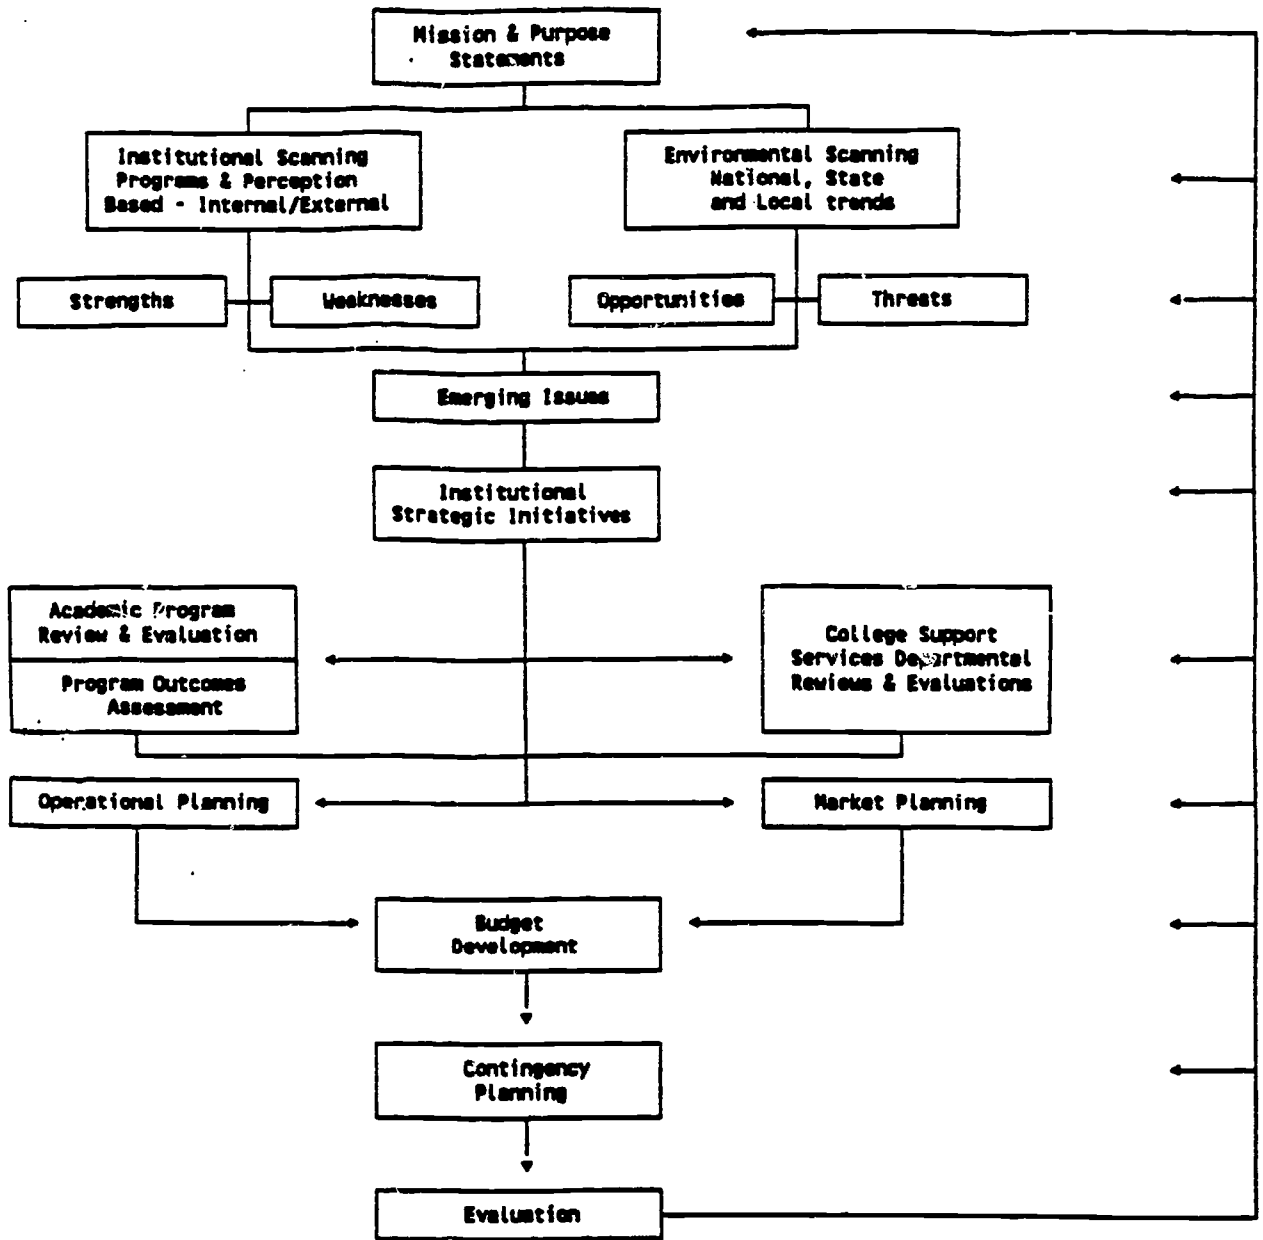 Mission & Purpose
Statements
Institutional Scanning
Programs & Perception
Based - Internal/External
Environmental Scanning
National, State
and Local trends
Strengths
Weaknesses
Opportunities
Threats
Emerging Issues
Institutional
Strategic Initiatives
Academic Program
Review & Evaluation
Program Outcomes
Assessment
College Support
Services Departmental
Reviews & Evaluations
Operational Planning
Market Planning
Budget
Development
Contingency
Planning
Evaluation